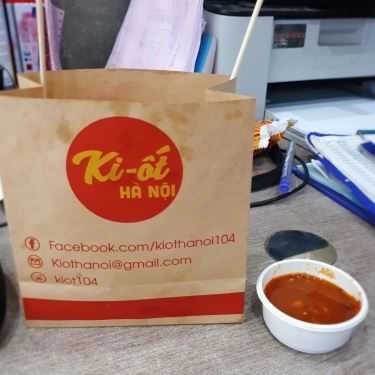 Ki-ốt
HÀ NỘI
Facebook.com/kiothanoi104
Kiothanoi@gmail.com
kiot104